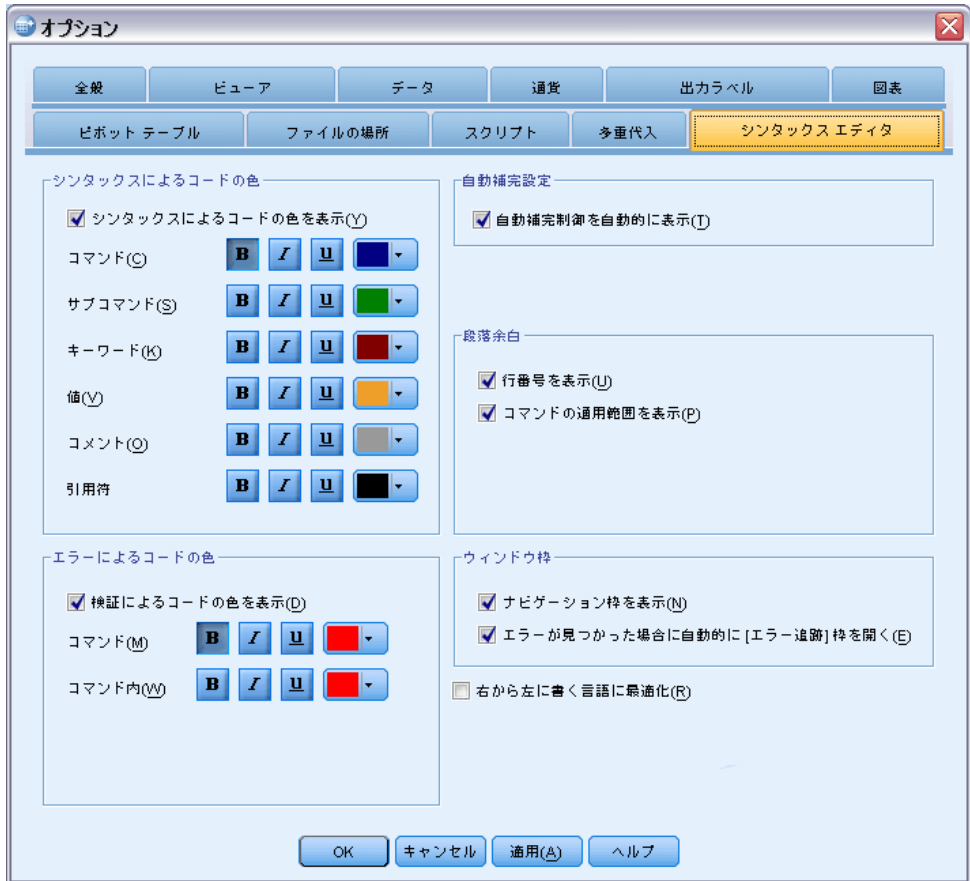 オプション
全般 ビューア データ 通貨 出力ラベル 図表
ピボット テーブル ファイルの場所 スクリプト 多重代入 シンタックス エディタ
シンタックスによるコードの色
シンタックスによるコードの色を表示(Y)
コマンド(C) B I U
サブコマンド(S) B I U
キーワード(K) B I U
値(V) B I U
コメント(O) B I U
引用符 B I U
自動補完設定
自動補完制御を自動的に表示(T)
段落余白
行番号を表示(U)
コマンドの適用範囲を表示(P)
エラーによるコードの色
検証によるコードの色を表示(D)
コマンド(M) B I U
コマンド内(W) B I U
ウィンドウ枠
ナビゲーション枠を表示(N)
エラーが見つかった場合に自動的に [エラー追跡] 枠を開く(E)
右から左に書く言語に最適化(R)
OK キャンセル 適用(A) ヘルプ